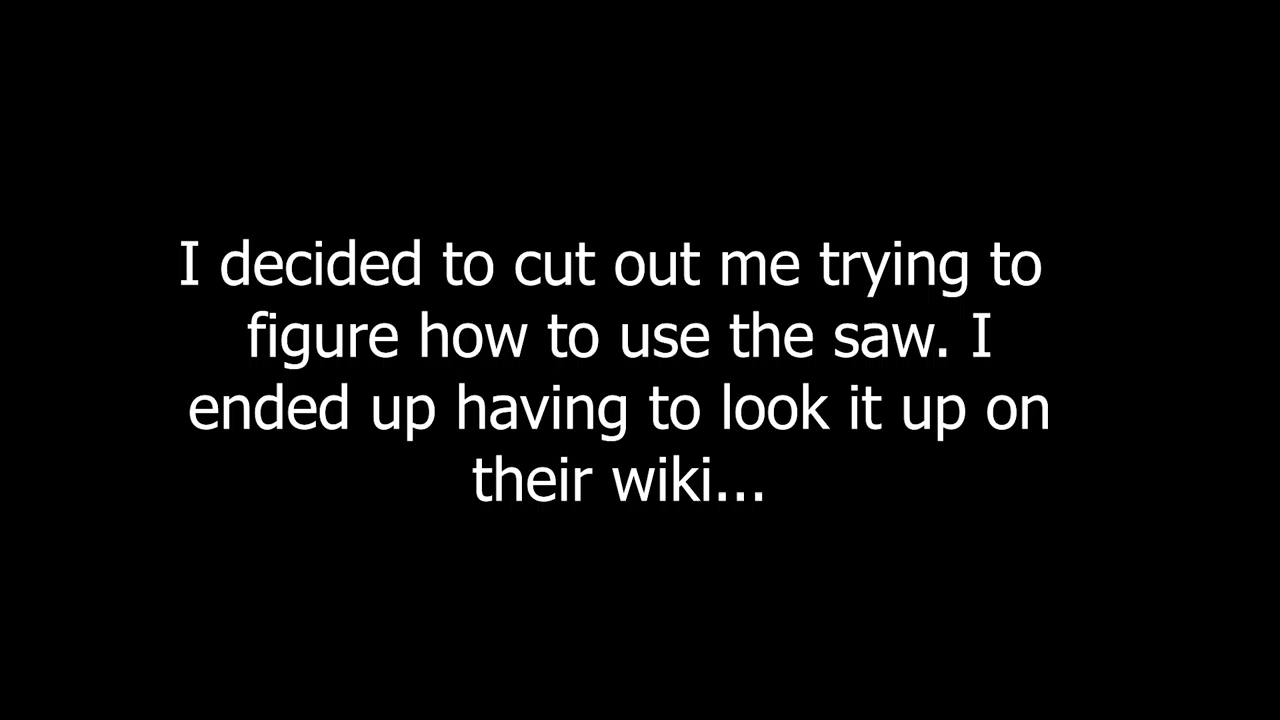 I decided to cut out me trying to
figure how to use the saw. I
ended up having to look it up on
their wiki...